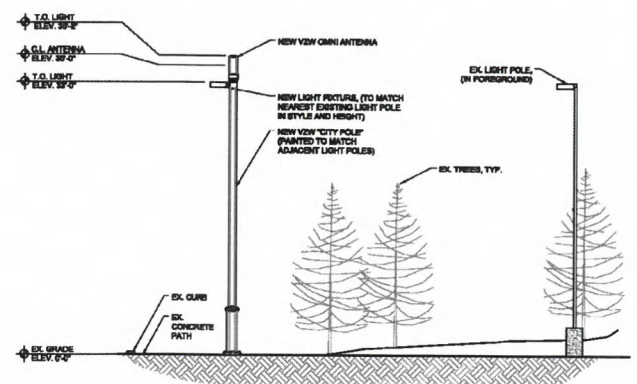 T.O. LIGHT
ELEV. 38'-8"
C.L. ANTENNA
ELEV. 36'-0"
T.O. LIGHT
ELEV. 33'-0"
NEW VZW OMNI ANTENNA
NEW LIGHT FIXTURE, (TO MATCH
NEAREST EXISTING LIGHT POLE
IN STYLE AND HEIGHT)
NEW VZW "CITY POLE"
(PAINTED TO MATCH
ADJACENT LIGHT POLES)
EX. LIGHT POLE,
(IN FOREGROUND)
EX. TREES, TYP.
EX. CURB
EX.
CONCRETE
PATH
EX. GRADE
ELEV. 0'-0"